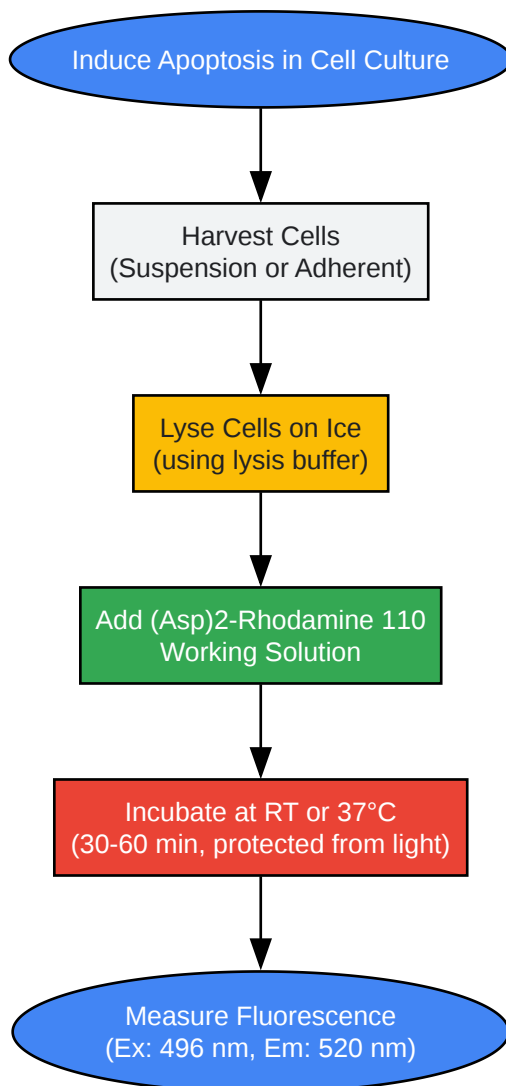 Induce Apoptosis in Cell Culture
Harvest Cells
(Suspension or Adherent)
Lyse Cells on Ice
(using lysis buffer)
Add (Asp)2-Rhodamine 110
Working Solution
Incubate at RT or 37°C
(30-60 min, protected from light)
Measure Fluorescence
(Ex: 496 nm, Em: 520 nm)